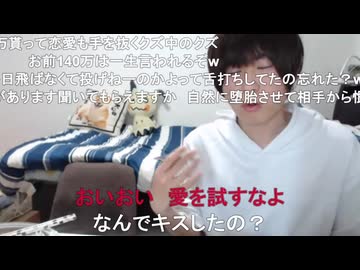 万貰って恋愛も手を抜くクズ中のクズ
お前140万は一生言われるぞw
日飛ばなくて投げねーのかよって舌打ちしてたの忘れた？w
があります聞いてもらえますか　自然に堕胎させて相手から
おいおい　愛を試すなよ
なんでキスしたの？